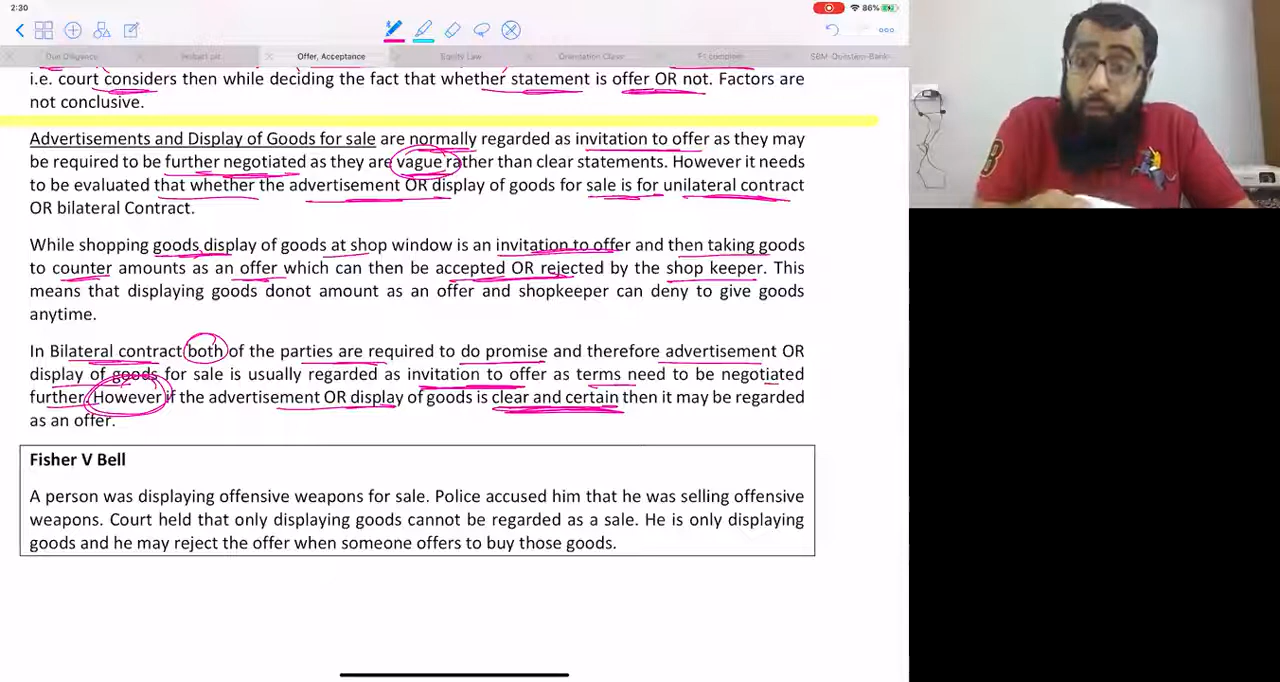 2:30
86%
Due Diligence
Offer, Acceptance
Equity Law
Orientation Class
SBM-Quistion-Bank-
i.e. court considers then while deciding the fact that whether statement is offer OR not. Factors are
not conclusive.
Advertisements and Display of Goods for sale are normally regarded as invitation to offer as they may
be required to be further negotiated as they are vague rather than clear statements. However it needs
to be evaluated that whether the advertisement OR display of goods for sale is for unilateral contract
OR bilateral Contract.
While shopping goods display of goods at shop window is an invitation to offer and then taking goods
to counter amounts as an offer which can then be accepted OR rejected by the shop keeper. This
means that displaying goods donot amount as an offer and shopkeeper can deny to give goods
anytime.
In Bilateral contract both of the parties are required to do promise and therefore advertisement OR
display of goods for sale is usually regarded as invitation to offer as terms need to be negotiated
further. However if the advertisement OR display of goods is clear and certain then it may be regarded
as an offer.
Fisher V Bell
A person was displaying offensive weapons for sale. Police accused him that he was selling offensive
weapons. Court held that only displaying goods cannot be regarded as a sale. He is only displaying
goods and he may reject the offer when someone offers to buy those goods.